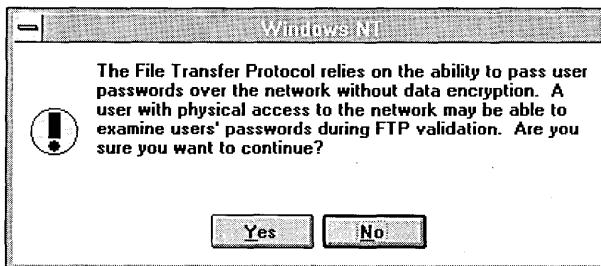 Windows NT
The File Transfer Protocol relies on the ability to pass user
passwords over the network without data encryption. A
user with physical access to the network may be able to
examine users' passwords during FTP validation. Are you
sure you want to continue?
Yes No